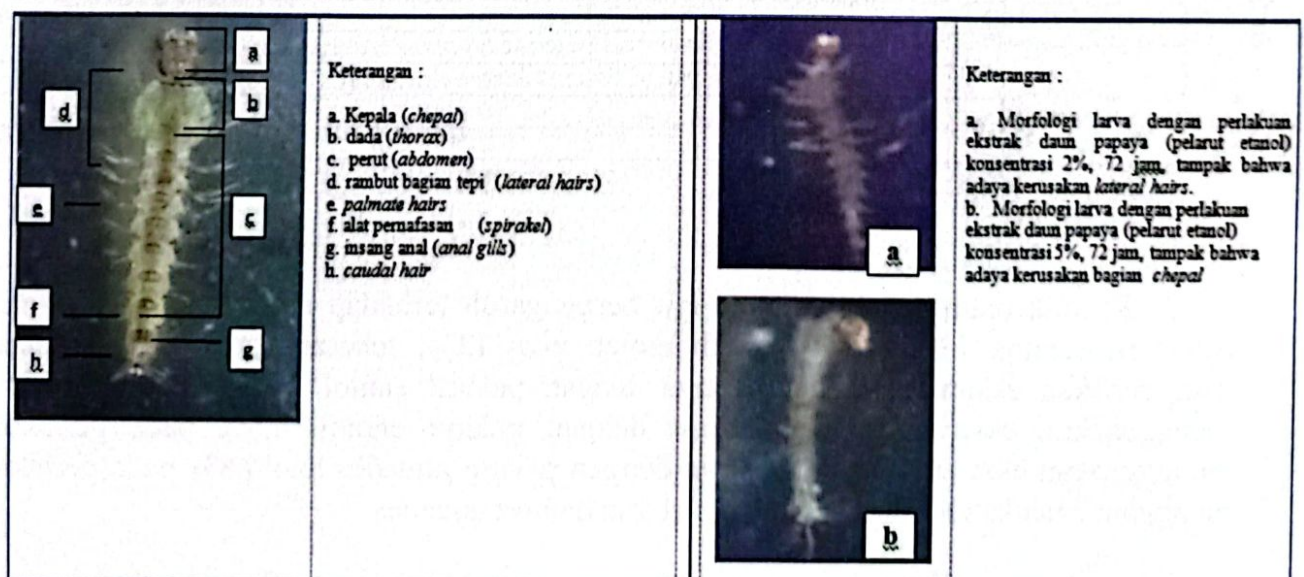 a
b
d
e
c
f
g
h
Keterangan :
a. Kepala (chepal)
b. dada (thorax)
c. perut (abdomen)
d. rambut bagian tepi (lateral hairs)
e. palmate hairs
f. alat pernafasan (spirakel)
g. insang anal (anal gills)
h. caudal hair
a
b
Keterangan :
a. Morfologi larva dengan perlakuan
ekstrak daun papaya (pelarut etanol)
konsentrasi 2%, 72 jam, tampak bahwa
adaya kerusakan lateral hairs.
b. Morfologi larva dengan perlakuan
ekstrak daun papaya (pelarut etanol)
konsentrasi 5%, 72 jam, tampak bahwa
adaya kerusakan bagian chepal